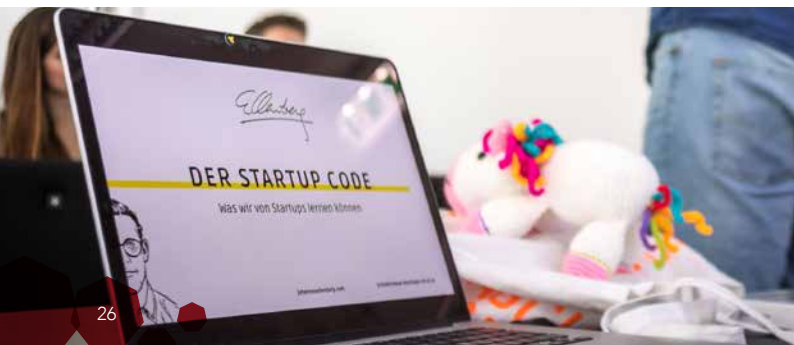 Ellenberg
DER STARTUP CODE
Was wir von Startups lernen können
johannesellenberg.com
26